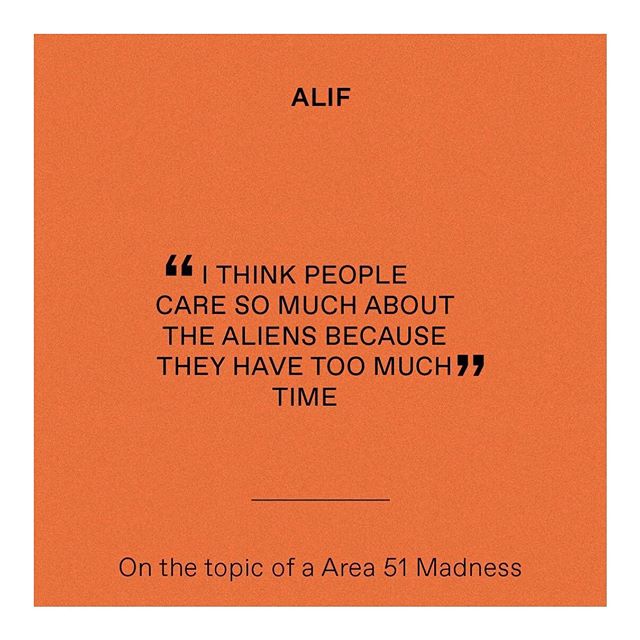 ALIF
“ I THINK PEOPLE
CARE SO MUCH ABOUT
THE ALIENS BECAUSE
THEY HAVE TOO MUCH ”
TIME
On the topic of a Area 51 Madness